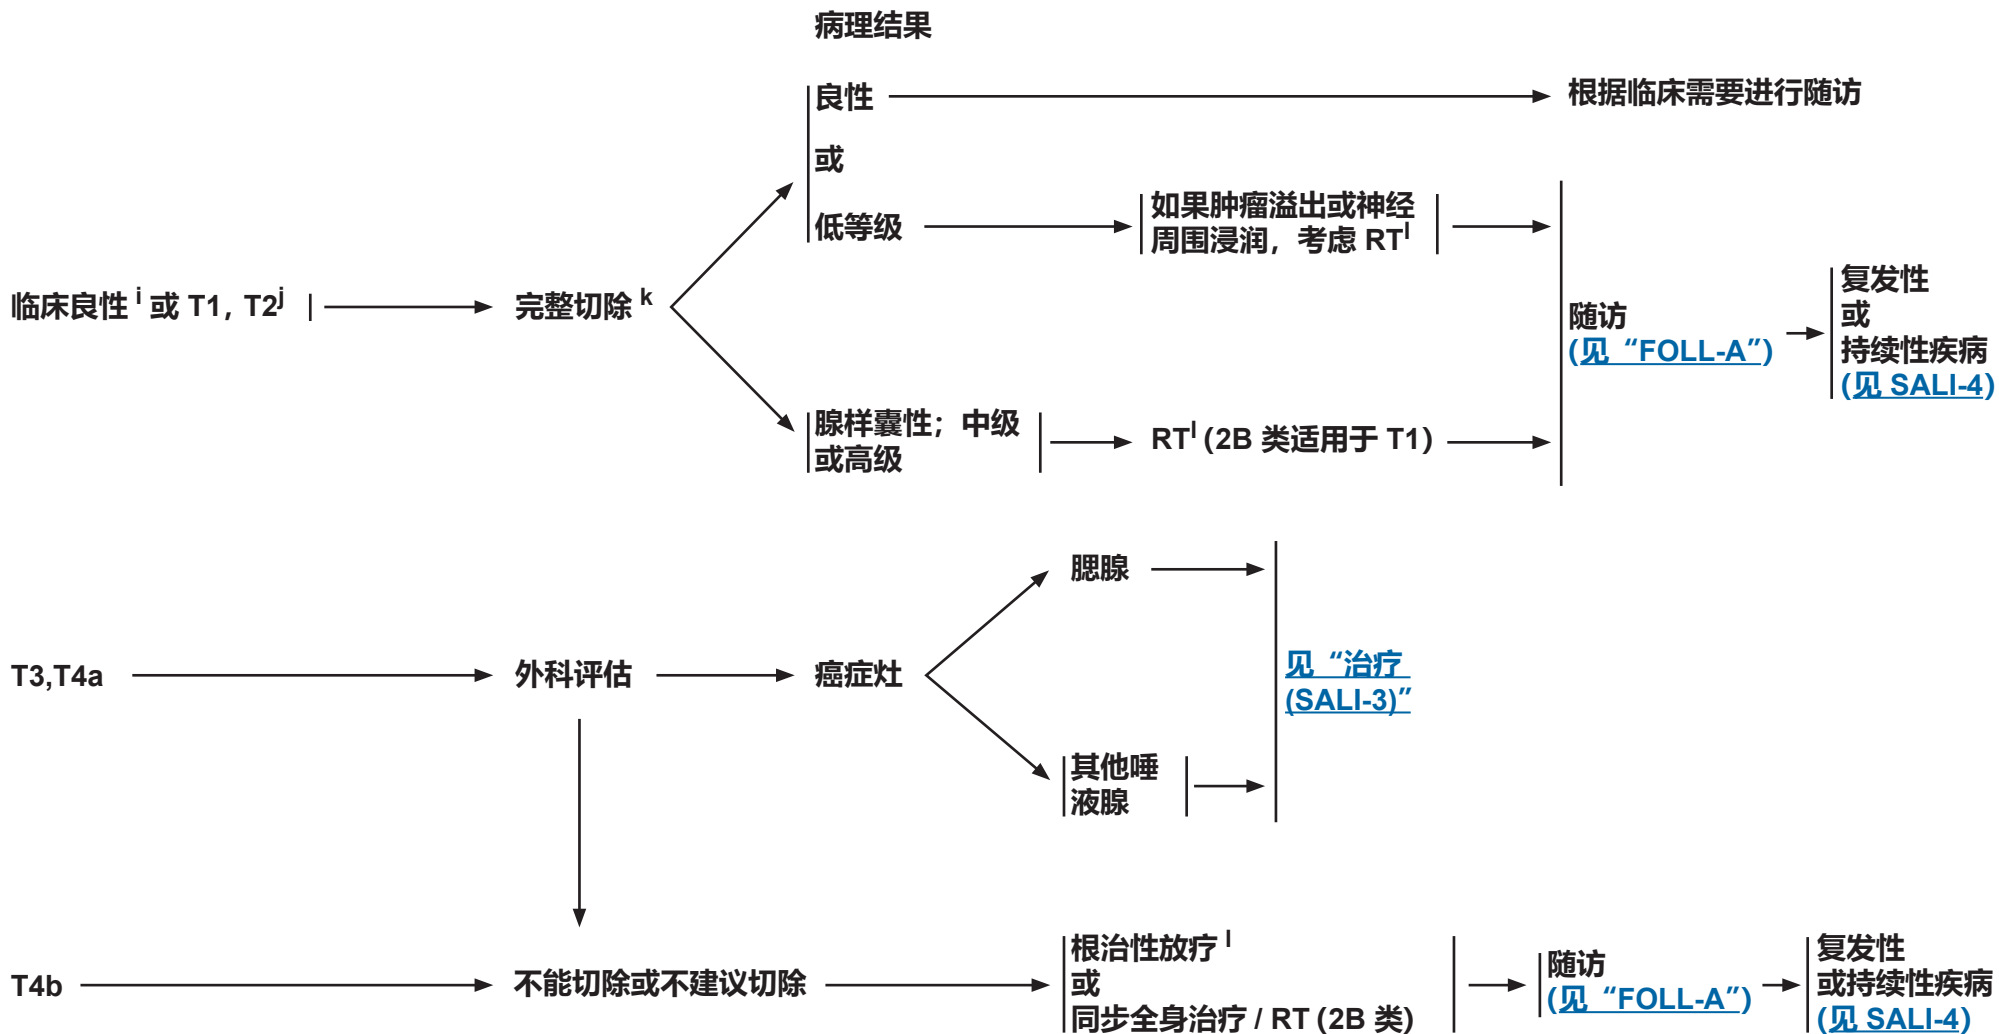 病理结果
良性
根据临床需要进行随访
或
低等级
如果肿瘤溢出或神经
周围浸润，考虑 RTˡ
临床良性 ⁱ 或 T1，T2ʲ
完整切除 ᵏ
腺样囊性；中级
或高级
RTˡ (2B 类适用于 T1)
随访
(见 “FOLL-A”)
复发性
或
持续性疾病
(见 SALI-4)
T3,T4a
外科评估
癌症灶
腮腺
其他唾
液腺
见 “治疗
(SALI-3)”
T4b
不能切除或不建议切除
根治性放疗 ˡ
或
同步全身治疗 / RT (2B 类)
随访
(见 “FOLL-A”)
复发性
或持续性疾病
(见 SALI-4)